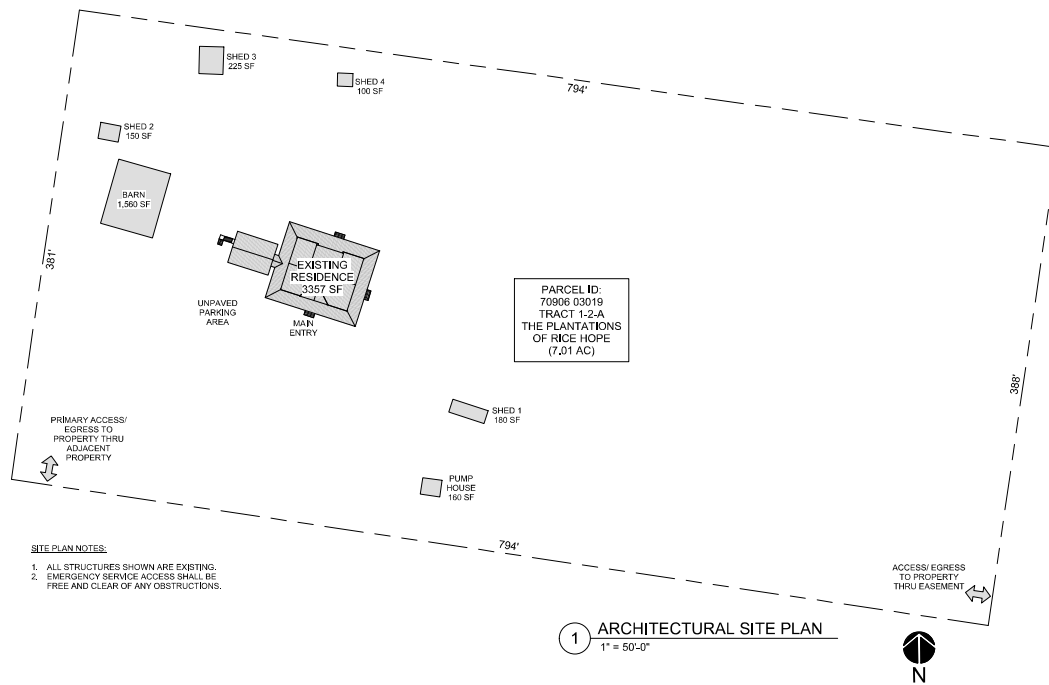 SHED 3
225 SF
SHED 4
100 SF
794'
SHED 2
150 SF
BARN
1,560 SF
381'
EXISTING
RESIDENCE
3357 SF
UNPAVED
PARKING
AREA
MAIN
ENTRY
PARCEL ID:
70906 03019
TRACT 1-2-A
THE PLANTATIONS
OF RICE HOPE
(7.01 AC)
388'
SHED 1
180 SF
PRIMARY ACCESS/
EGRESS TO
PROPERTY THRU
ADJACENT
PROPERTY
PUMP
HOUSE
160 SF
794'
SITE PLAN NOTES:
1. ALL STRUCTURES SHOWN ARE EXISTING.
2. EMERGENCY SERVICE ACCESS SHALL BE
FREE AND CLEAR OF ANY OBSTRUCTIONS.
ACCESS/ EGRESS
TO PROPERTY
THRU EASEMENT
1 ARCHITECTURAL SITE PLAN
1" = 50'-0"
N